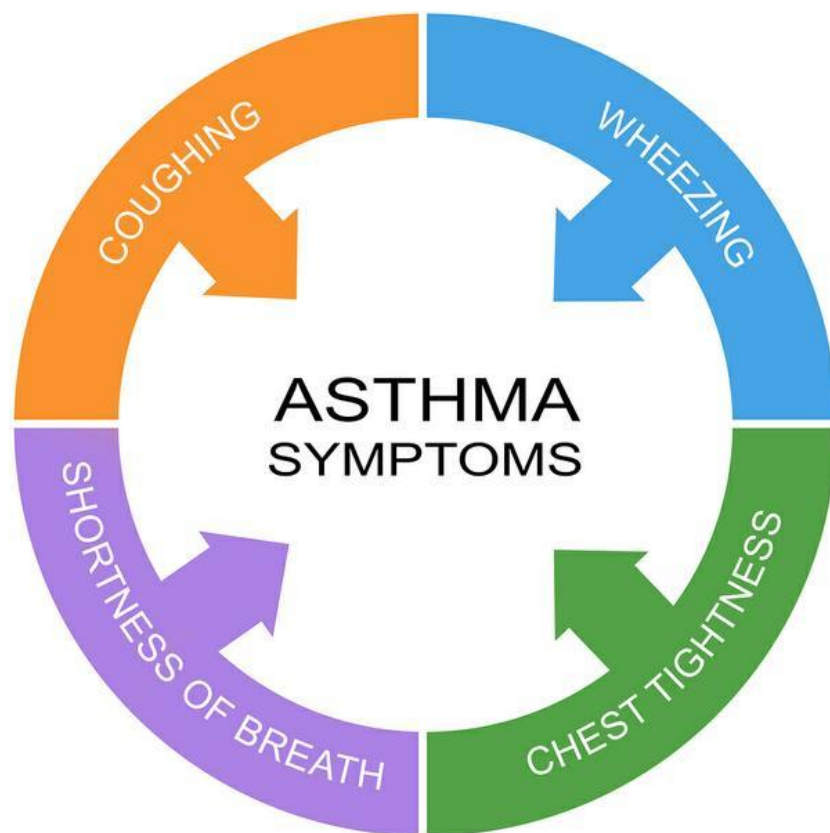 COUGHING
WHEEZING
ASTHMA
SYMPTOMS
SHORTNESS OF BREATH
CHEST TIGHTNESS